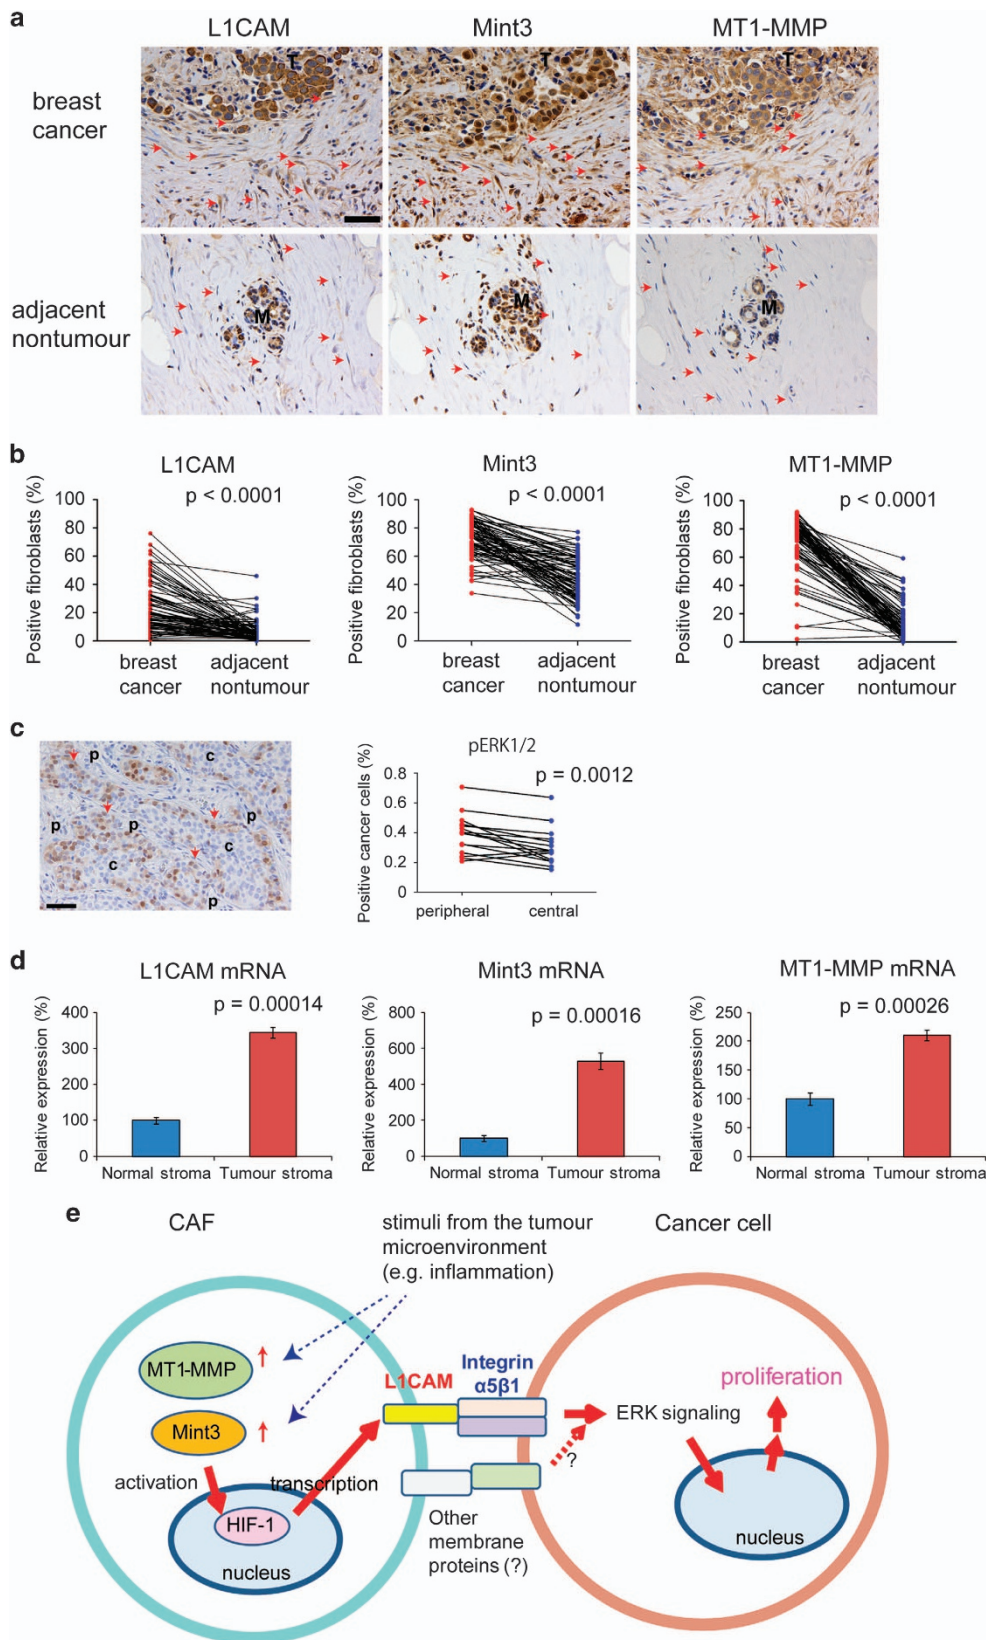 a
L1CAM
Mint3
MT1-MMP
breast
cancer
T
T
T
adjacent
nontumour
M
M
M
b
L1CAM
p < 0.0001
Positive fibroblasts (%)
100
80
60
40
20
0
breast
cancer
adjacent
nontumour
Mint3
p < 0.0001
Positive fibroblasts (%)
100
80
60
40
20
0
breast
cancer
adjacent
nontumour
MT1-MMP
p < 0.0001
Positive fibroblasts (%)
100
80
60
40
20
0
breast
cancer
adjacent
nontumour
c
p
c
p
p
p
c
c
p
pERK1/2
p = 0.0012
Positive cancer cells (%)
0.8
0.6
0.4
0.2
0
peripheral
central
d
L1CAM mRNA
p = 0.00014
Relative expression (%)
400
300
200
100
0
Normal stroma
Tumour stroma
Mint3 mRNA
p = 0.00016
Relative expression (%)
800
600
400
200
0
Normal stroma
Tumour stroma
MT1-MMP mRNA
p = 0.00026
Relative expression (%)
250
200
150
100
50
0
Normal stroma
Tumour stroma
e
CAF
stimuli from the tumour
microenvironment
(e.g. inflammation)
Cancer cell
MT1-MMP
Mint3
activation
HIF-1
nucleus
transcription
L1CAM
Integrin
α5β1
Other
membrane
proteins (?)
?
ERK signaling
proliferation
nucleus